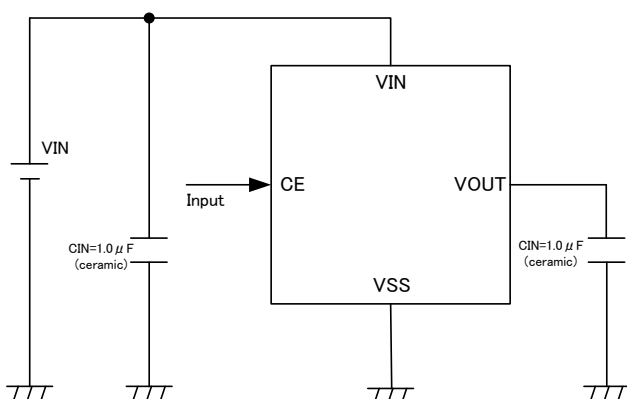 VIN
VIN
Input
CE
VOUT
CIN=1.0μF
(ceramic)
CIN=1.0μF
(ceramic)
VSS